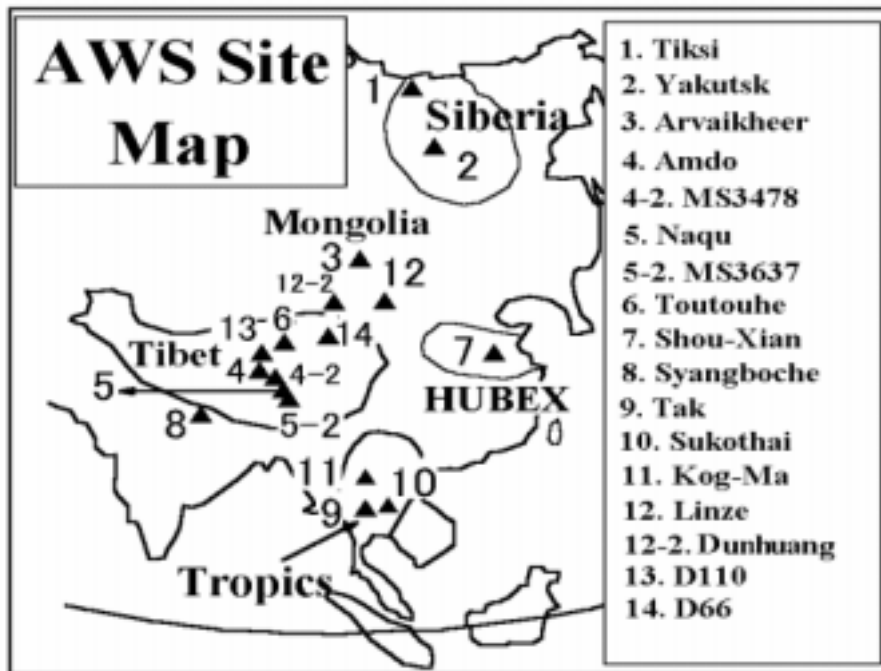 AWS Site
Map
1
Siberia
2
Mongolia
3
12-2
12
13
6
14
Tibet
4
4-2
5
7
HUBEX
8
5-2
11
10
9
Tropics
1. Tiksi
2. Yakutsk
3. Arvaikheer
4. Amdo
4-2. MS3478
5. Naqu
5-2. MS3637
6. Toutouhe
7. Shou-Xian
8. Syangboche
9. Tak
10. Sukothai
11. Kog-Ma
12. Linze
12-2. Dunhuang
13. D110
14. D66